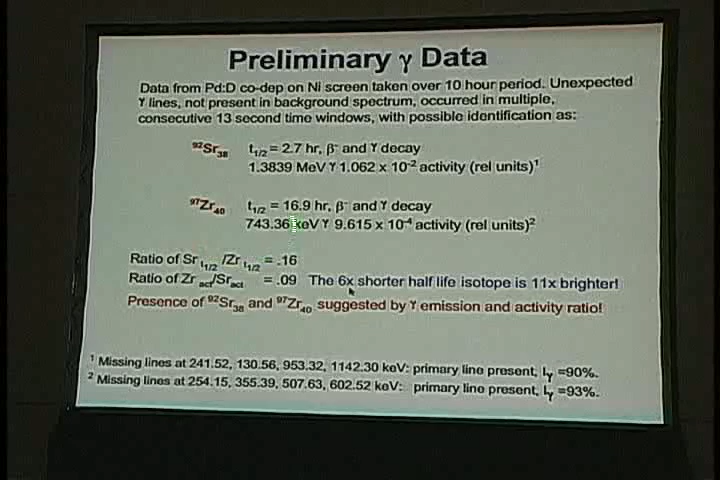 Preliminary γ Data
Data from Pd:D co-dep on Ni screen taken over 10 hour period. Unexpected
γ lines, not present in background spectrum, occurred in multiple,
consecutive 13 second time windows, with possible identification as:
⁹²Sr₃₈ t₁/₂ = 2.7 hr, β⁻ and γ decay
1.3839 MeV γ 1.062 x 10⁻² activity (rel units)¹
⁹⁷Zr₄₀ t₁/₂ = 16.9 hr, β⁻ and γ decay
743.36 keV γ 9.615 x 10⁻⁴ activity (rel units)²
Ratio of Sr t₁/₂ /Zr t₁/₂ = .16
Ratio of Zr act/Sr act = .09 The 6x shorter half life isotope is 11x brighter!
Presence of ⁹²Sr₃₈ and ⁹⁷Zr₄₀ suggested by γ emission and activity ratio!
¹ Missing lines at 241.52, 130.56, 953.32, 1142.30 keV: primary line present, Iγ =90%.
² Missing lines at 254.15, 355.39, 507.63, 602.52 keV: primary line present, Iγ =93%.